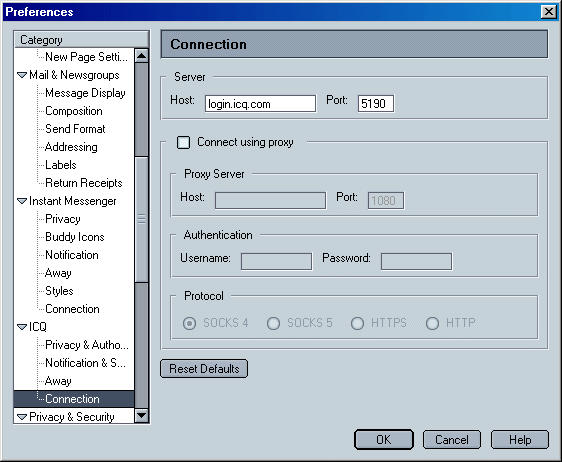 Preferences
Category
New Page Setti...
Mail & Newsgroups
Message Display
Composition
Send Format
Addressing
Labels
Return Receipts
Instant Messenger
Privacy
Buddy Icons
Notification
Away
Styles
Connection
ICQ
Privacy & Autho...
Notification & S...
Away
Connection
Privacy & Security
Connection
Server
Host: login.icq.com Port: 5190
Connect using proxy
Proxy Server
Host: Port: 1080
Authentication
Username: Password:
Protocol
SOCKS 4 SOCKS 5 HTTPS HTTP
Reset Defaults
OK Cancel Help